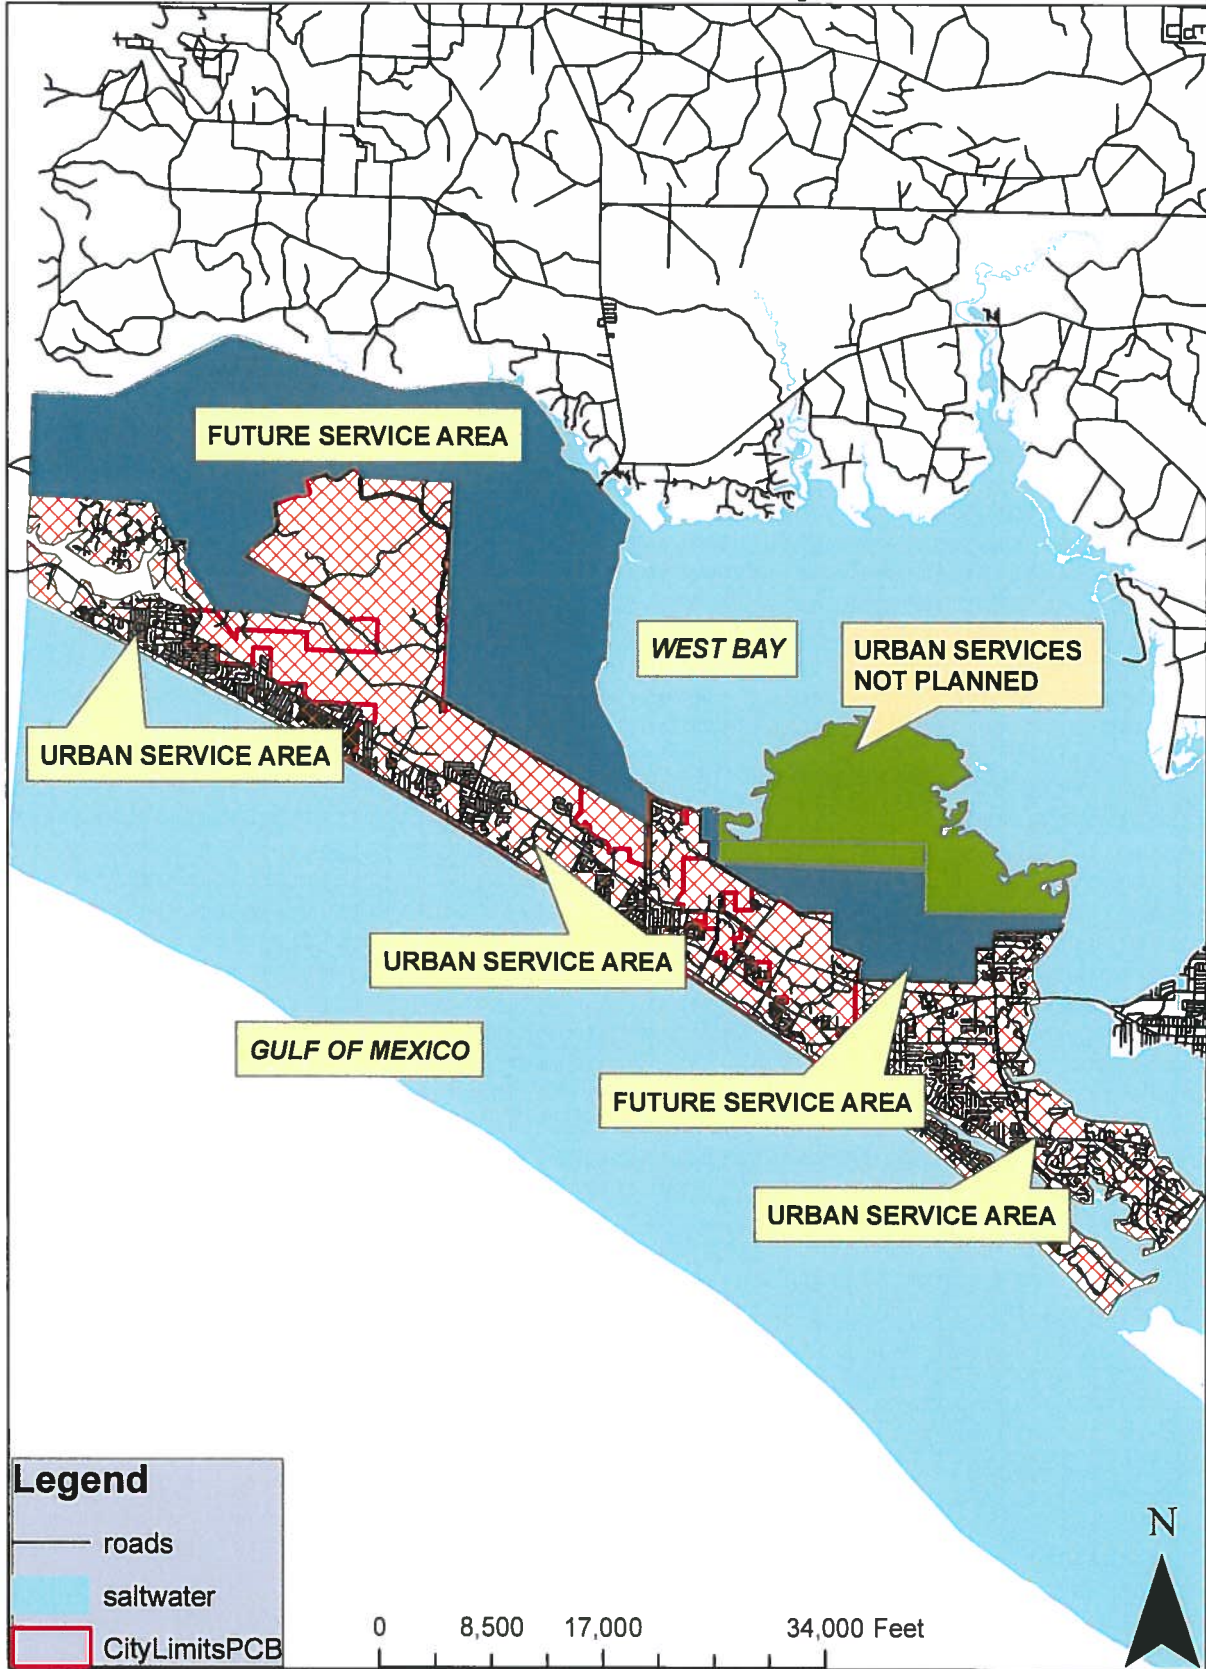 FUTURE SERVICE AREA
WEST BAY
URBAN SERVICES
NOT PLANNED
URBAN SERVICE AREA
URBAN SERVICE AREA
GULF OF MEXICO
FUTURE SERVICE AREA
URBAN SERVICE AREA
Legend
roads
saltwater
CityLimitsPCB
0 8,500 17,000 34,000 Feet
N